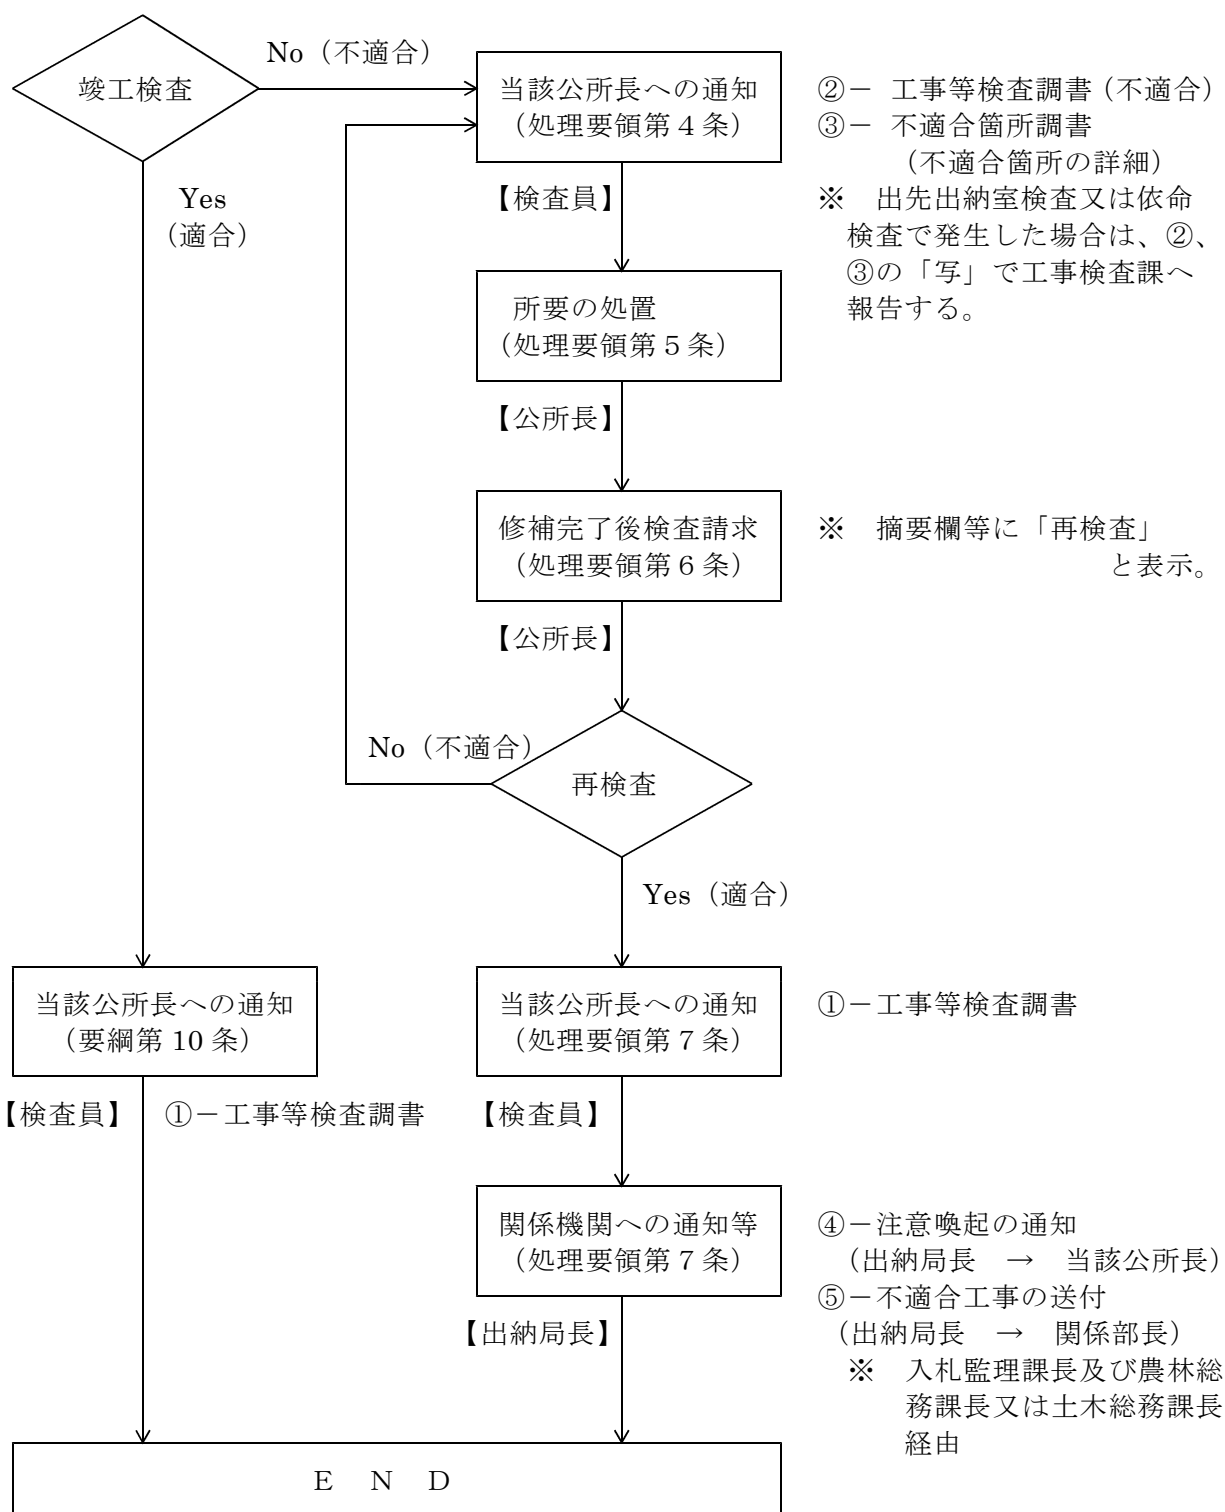 No（不適合）
竣工検査
当該公所長への通知
（処理要領第４条）
②－ 工事等検査調書（不適合）
③－ 不適合箇所調書
（不適合箇所の詳細）
※　出先出納室検査又は依命
検査で発生した場合は、②、
③の「写」で工事検査課へ
報告する。
Yes
（適合）
【検査員】
所要の処置
（処理要領第５条）
【公所長】
修補完了後検査請求
（処理要領第６条）
※　摘要欄等に「再検査」
と表示。
【公所長】
No（不適合）
再検査
Yes（適合）
当該公所長への通知
（要綱第 10 条）
当該公所長への通知
（処理要領第７条）
①－工事等検査調書
【検査員】
①－工事等検査調書
【検査員】
関係機関への通知等
（処理要領第７条）
④－注意喚起の通知
（出納局長　→　当該公所長）
⑤－不適合工事の送付
（出納局長　→　関係部長）
※　入札監理課長及び農林総
務課長又は土木総務課長
経由
【出納局長】
Ｅ　Ｎ　Ｄ